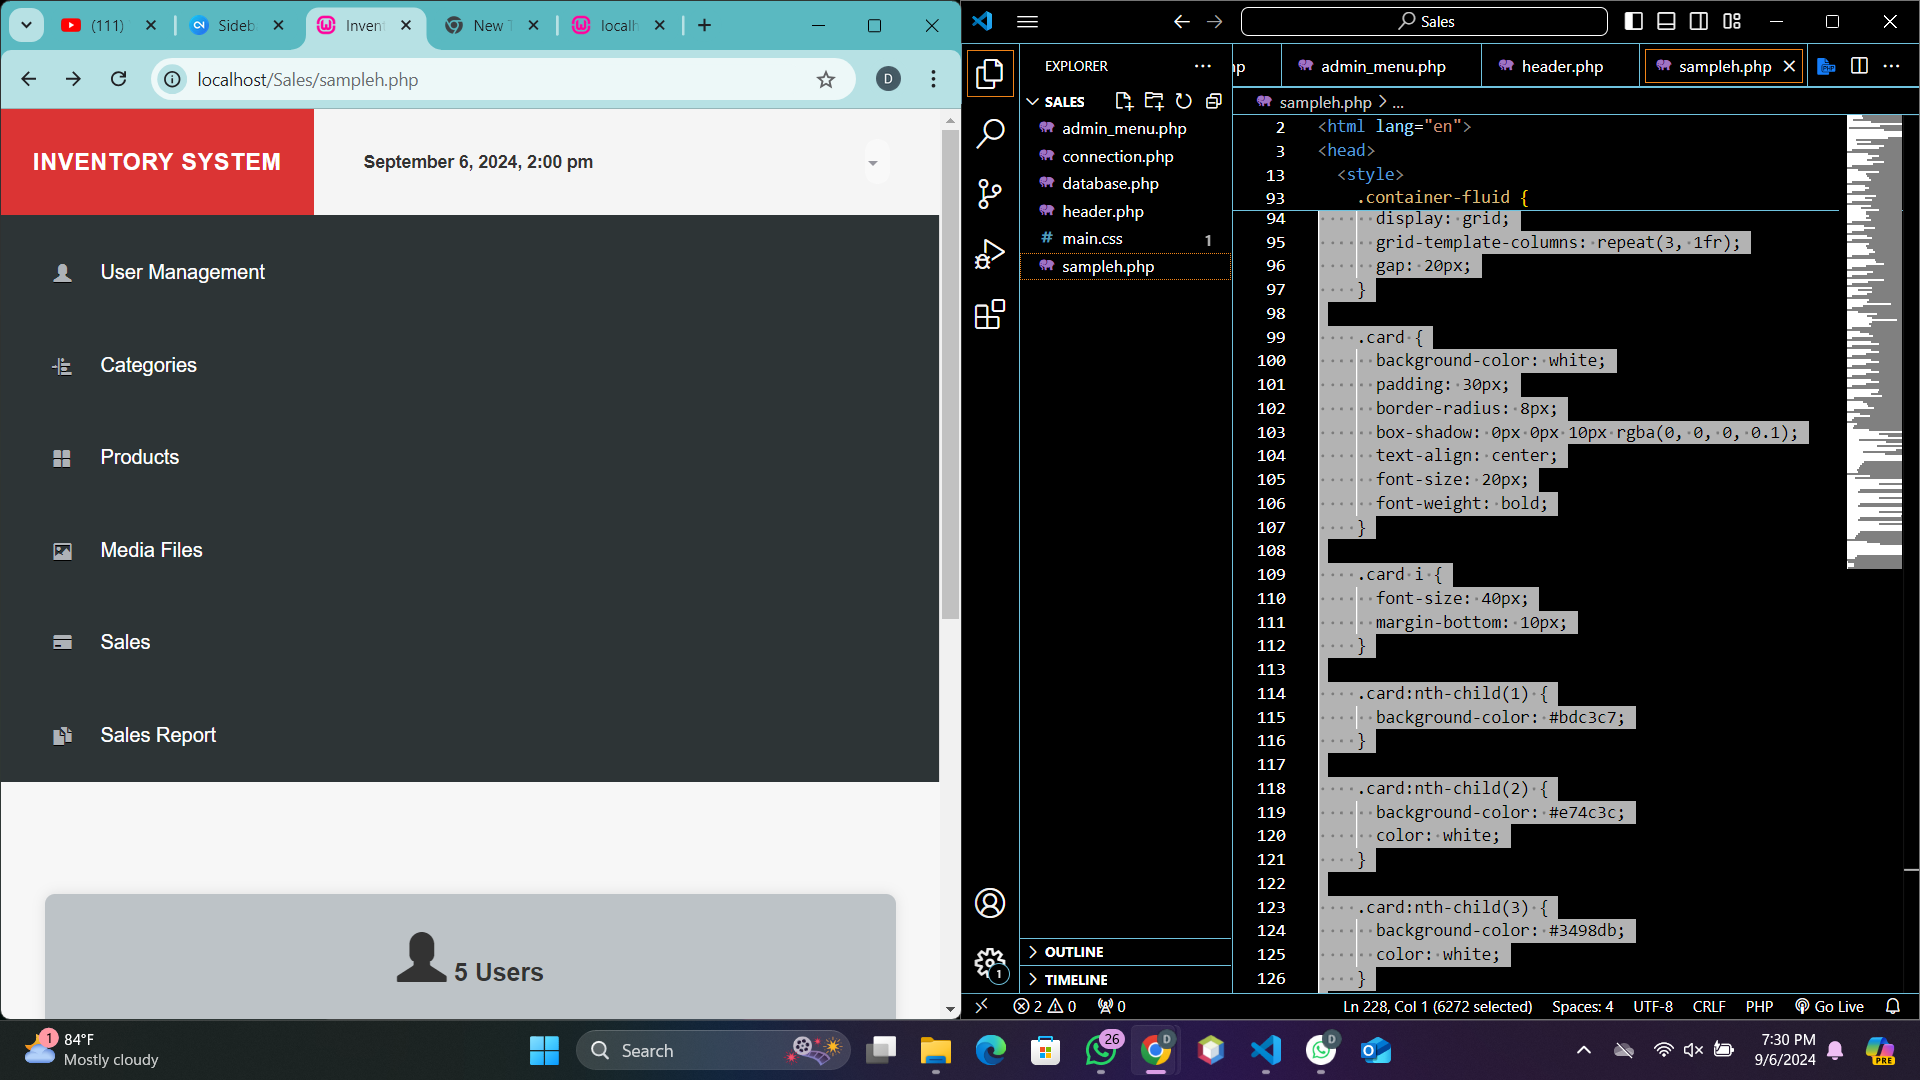 (111)
Sideb
Inven
New T
localh
localhost/Sales/sampleh.php
D
INVENTORY SYSTEM
September 6, 2024, 2:00 pm
User Management
Categories
Products
Media Files
Sales
Sales Report
5 Users
Sales
EXPLORER
SALES
admin_menu.php
connection.php
database.php
header.php
main.css 1
sampleh.php
OUTLINE
TIMELINE
1
admin_menu.php
header.php
sampleh.php
sampleh.php > ...
2 <html lang="en">
3 <head>
13 <style>
93 .container-fluid {
94 display: grid;
95 grid-template-columns: repeat(3, 1fr);
96 gap: 20px;
97 }
98
99 .card {
100 background-color: white;
101 padding: 30px;
102 border-radius: 8px;
103 box-shadow: 0px 0px 10px rgba(0, 0, 0, 0.1);
104 text-align: center;
105 font-size: 20px;
106 font-weight: bold;
107 }
108
109 .card i {
110 font-size: 40px;
111 margin-bottom: 10px;
112 }
113
114 .card:nth-child(1) {
115 background-color: #bdc3c7;
116 }
117
118 .card:nth-child(2) {
119 background-color: #e74c3c;
120 color: white;
121 }
122
123 .card:nth-child(3) {
124 background-color: #3498db;
125 color: white;
126 }
2 0 0
Ln 228, Col 1 (6272 selected) Spaces: 4 UTF-8 CRLF PHP Go Live
1
84°F
Mostly cloudy
Search
26
D
D
7:30 PM
9/6/2024
PRE